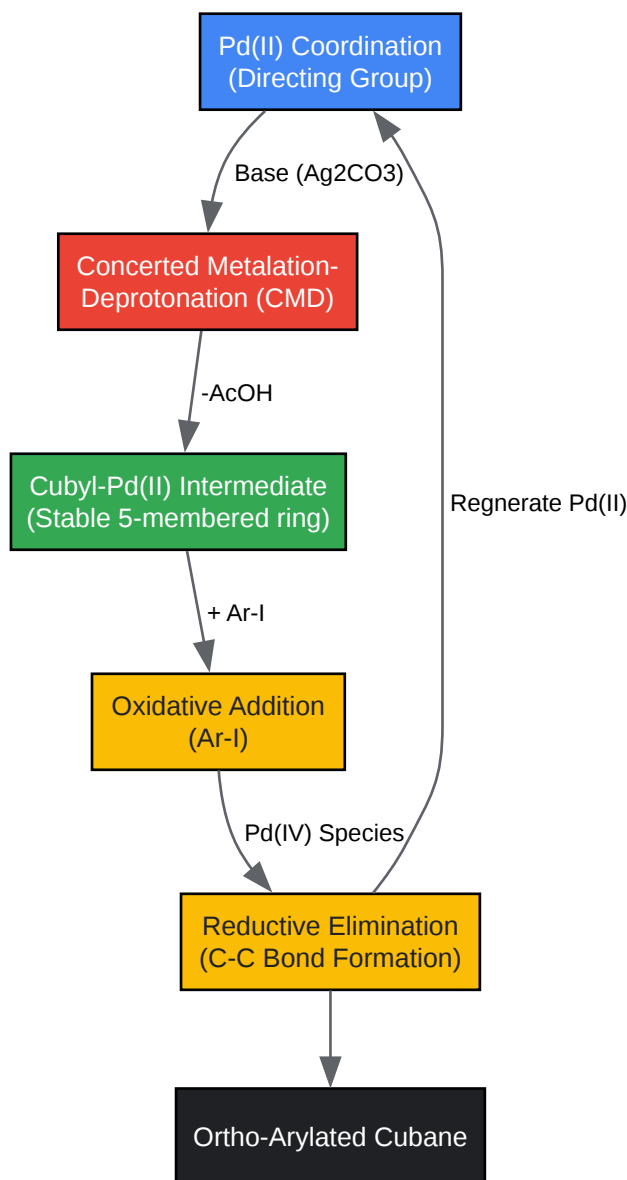 Pd(II) Coordination
(Directing Group)
Base (Ag2CO3)
Concerted Metalation-
Deprotonation (CMD)
-AcOH
Cubyl-Pd(II) Intermediate
(Stable 5-membered ring)
Regnerate Pd(II)
+ Ar-I
Oxidative Addition
(Ar-I)
Pd(IV) Species
Reductive Elimination
(C-C Bond Formation)
Ortho-Arylated Cubane